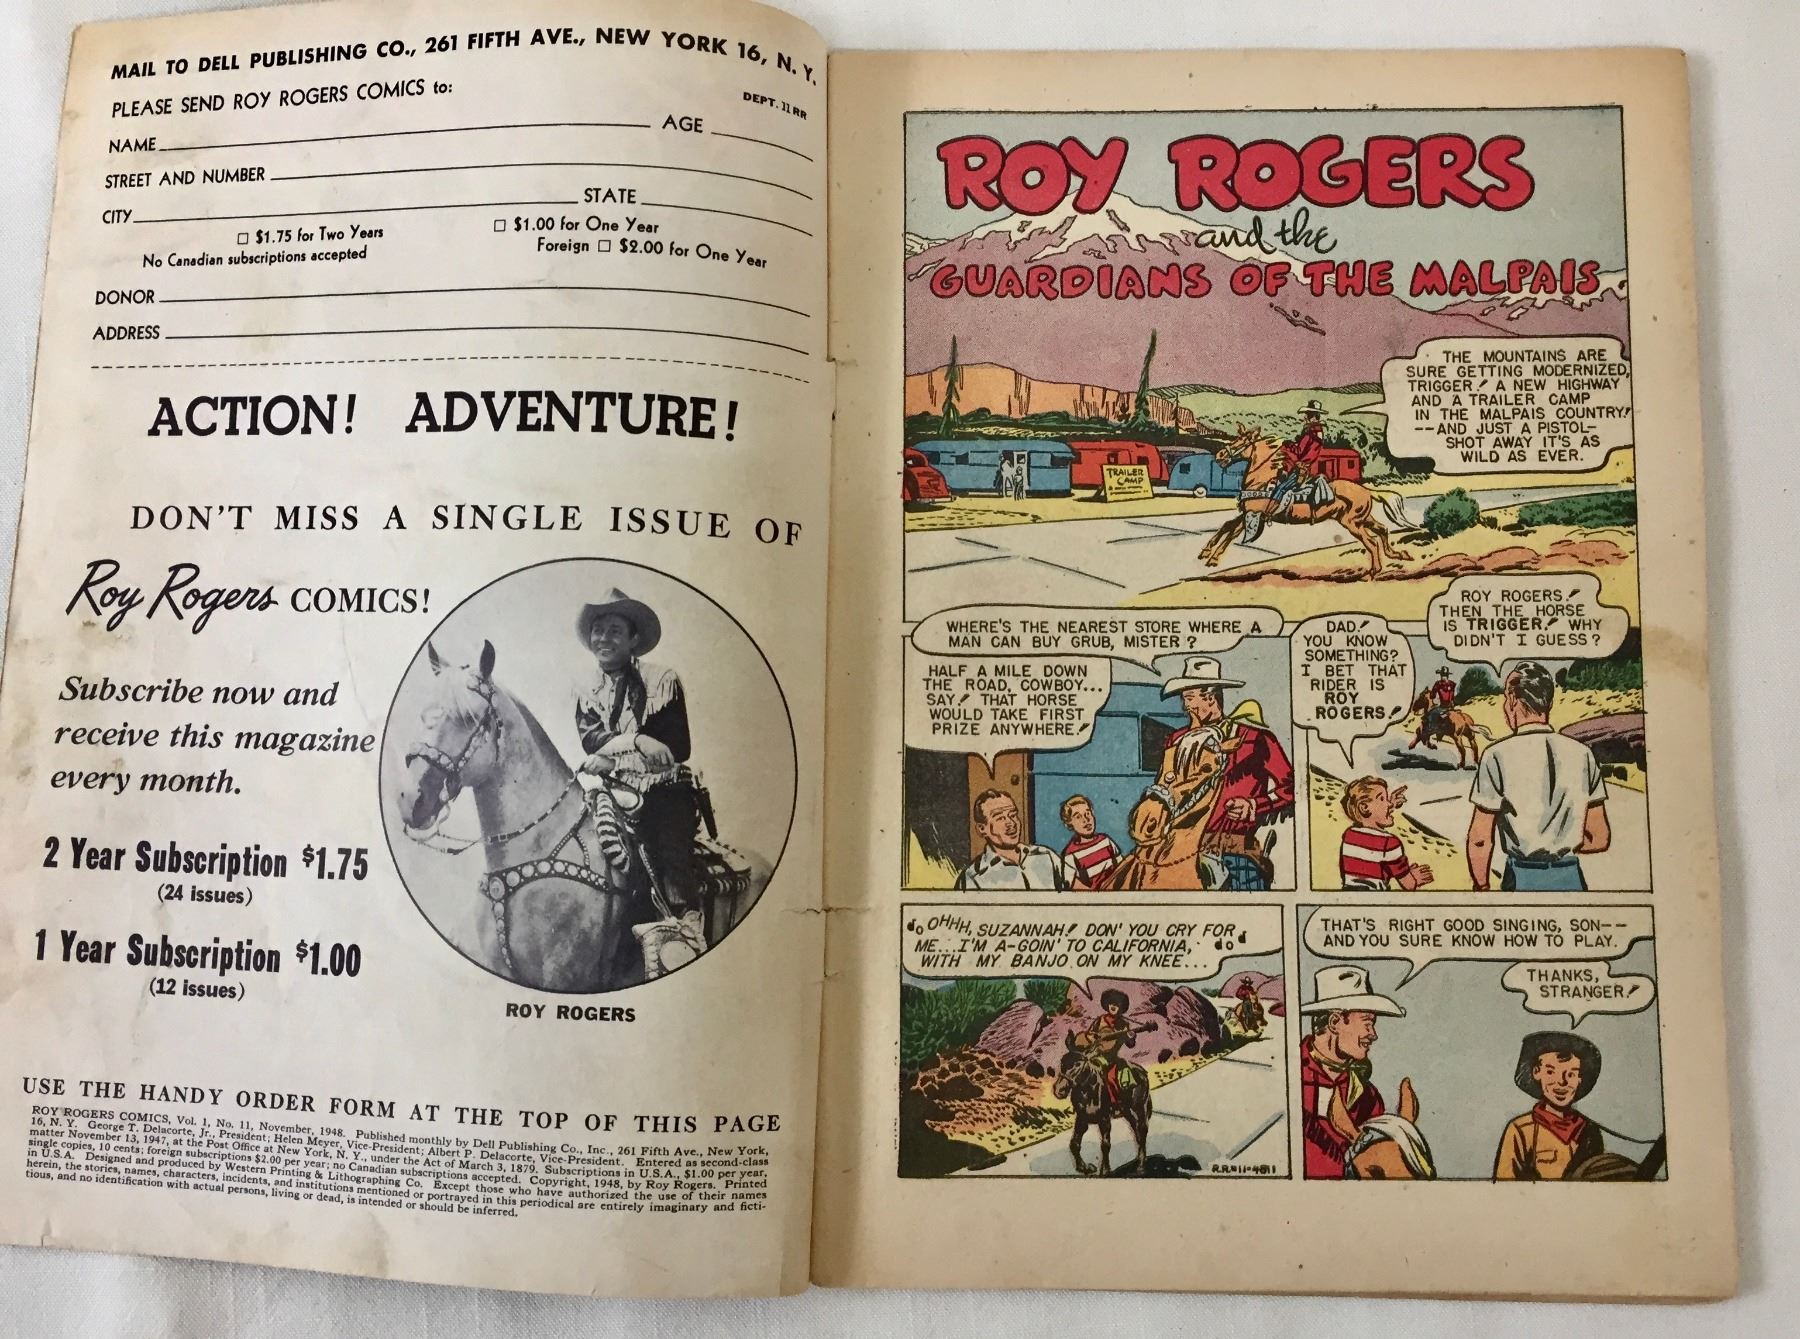 MAIL TO DELL PUBLISHING CO., 261 FIFTH AVE., NEW YORK 16, N. Y.
DEPT. 11 RR
PLEASE SEND ROY ROGERS COMICS to:
NAME AGE
STREET AND NUMBER
CITY STATE
□ $1.75 for Two Years □ $1.00 for One Year
No Canadian subscriptions accepted Foreign □ $2.00 for One Year
DONOR
ADDRESS
ACTION! ADVENTURE!
DON'T MISS A SINGLE ISSUE OF
Roy Rogers COMICS!
Subscribe now and
receive this magazine
every month.
2 Year Subscription $1.75
(24 issues)
1 Year Subscription $1.00
(12 issues)
ROY ROGERS
USE THE HANDY ORDER FORM AT THE TOP OF THIS PAGE
ROY ROGERS COMICS, Vol. 1, No. 11, November, 1948. Published monthly by Dell Publishing Co., Inc., 261 Fifth Ave., New York,
16, N. Y. George T. Delacorte, Jr., President; Helen Meyer, Vice-President; Albert P. Delacorte, Vice-President. Entered as second-class
matter November 13, 1947, at the Post Office at New York, N. Y., under the Act of March 3, 1879. Subscriptions in U.S.A., $1.00 per year,
single copies, 10 cents; foreign subscriptions $2.00 per year; no Canadian subscriptions accepted. Copyright, 1948, by Roy Rogers. Printed
in U.S.A. Designed and produced by Western Printing & Lithographing Co. Except those who have authorized the use of their names
herein, the stories, names, characters, incidents, and institutions mentioned or portrayed in this periodical are entirely imaginary and ficti-
tious, and no identification with actual persons, living or dead, is intended or should be inferred.
ROY ROGERS
and the
GUARDIANS OF THE MALPAIS
THE MOUNTAINS ARE
SURE GETTING MODERNIZED,
TRIGGER! A NEW HIGHWAY
AND A TRAILER CAMP
IN THE MALPAIS COUNTRY!
--AND JUST A PISTOL-
SHOT AWAY IT'S AS
WILD AS EVER.
TRAILER
CAMP
WHERE'S THE NEAREST STORE WHERE A
MAN CAN BUY GRUB, MISTER?
HALF A MILE DOWN
THE ROAD, COWBOY...
SAY! THAT HORSE
WOULD TAKE FIRST
PRIZE ANYWHERE!
DAD!
YOU KNOW
SOMETHING?
I BET THAT
RIDER IS
ROY
ROGERS!
ROY ROGERS!
THEN THE HORSE
IS TRIGGER! WHY
DIDN'T I GUESS?
OHHH, SUZANNAH! DON' YOU CRY FOR
ME...I'M A-GOIN' TO CALIFORNIA,
WITH MY BANJO ON MY KNEE...
R.R.#11-4811
THAT'S RIGHT GOOD SINGING, SON--
AND YOU SURE KNOW HOW TO PLAY.
THANKS,
STRANGER!